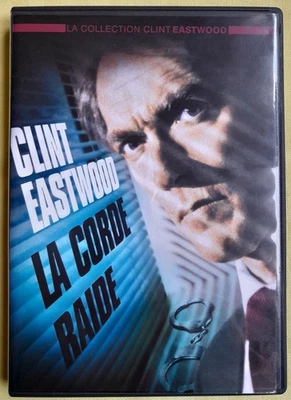 LA COLLECTION CLINT EASTWOOD
CLINT
EASTWOOD
LA CORDE
RAIDE